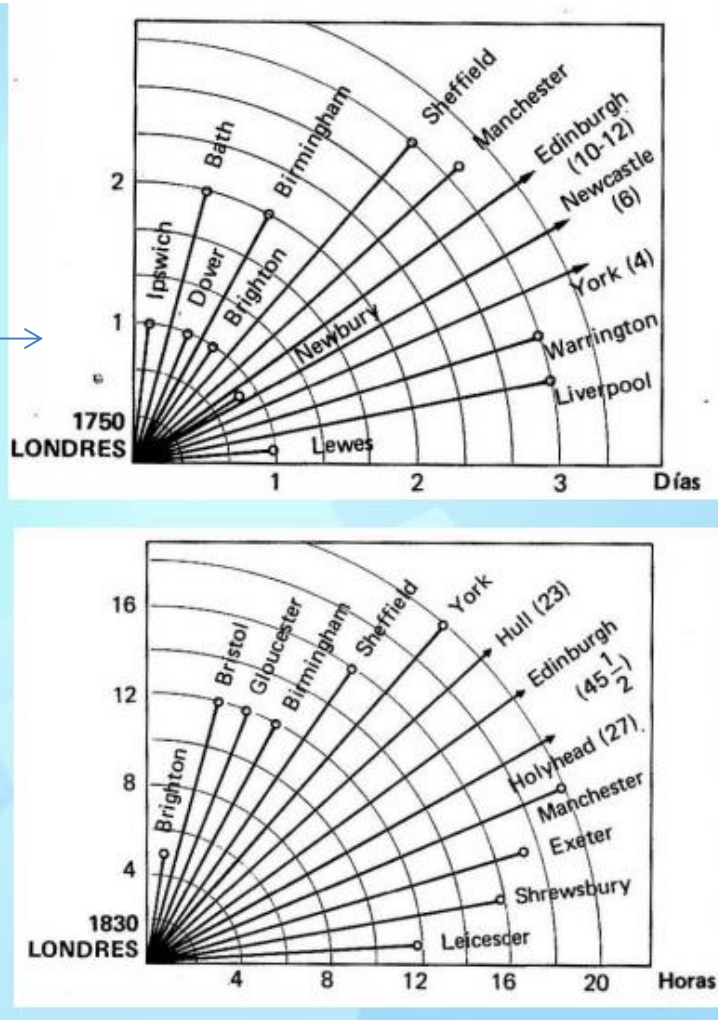 Sheffield
Manchester
Edinburgh
(10-12)
Newcastle
(6)
York (4)
Warrington
Liverpool
Bath
Birmingham
Ipswich
Dover
Brighton
Newbury
Lewes
2
1
1750
LONDRES
1 2 3 Días
York
Hull (23)
Edinburgh
(45 1/2)
Holyhead (27)
Manchester
Exeter
Shrewsbury
Leicester
Sheffield
Birmingham
Gloucester
Bristol
Brighton
16
12
8
4
1830
LONDRES
4 8 12 16 20 Horas